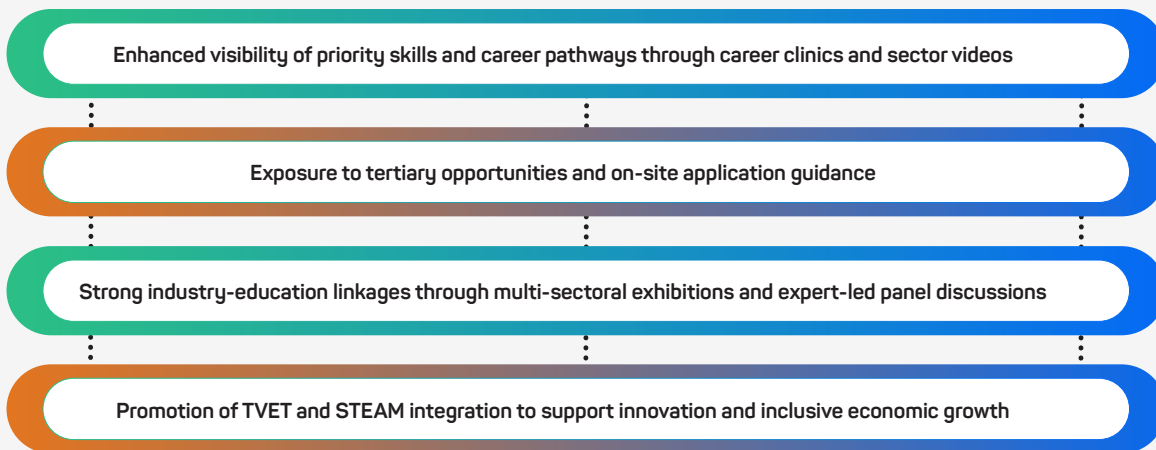 Enhanced visibility of priority skills and career pathways through career clinics and sector videos
Exposure to tertiary opportunities and on-site application guidance
Strong industry-education linkages through multi-sectoral exhibitions and expert-led panel discussions
Promotion of TVET and STEAM integration to support innovation and inclusive economic growth